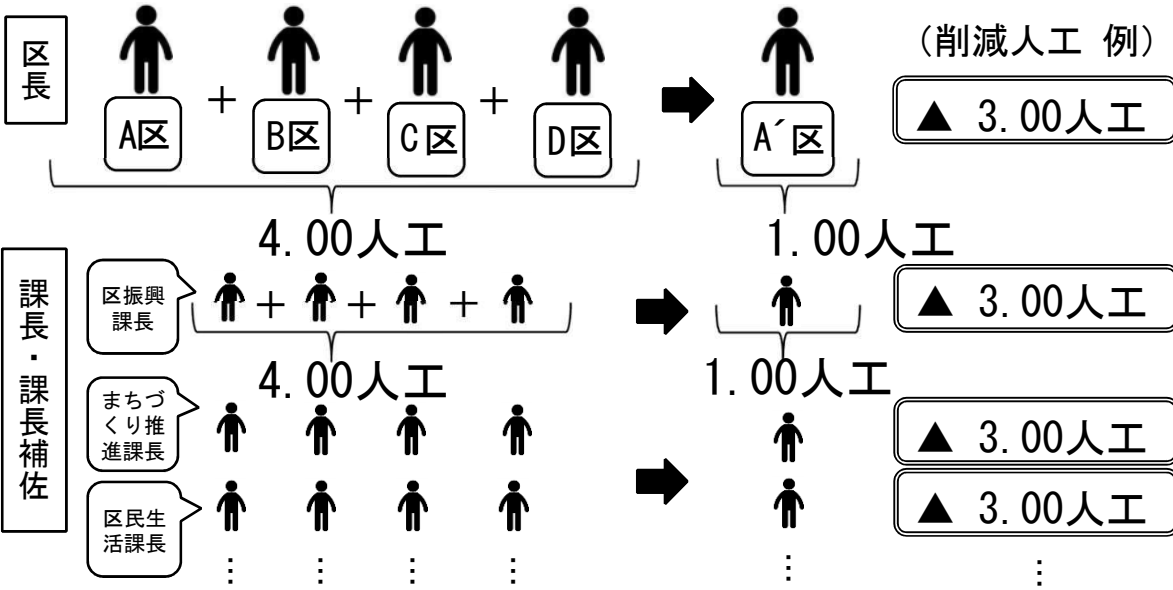 区長
(削減人工 例)
A区 + B区 + C区 + D区
A´区
▲ 3.00人工
4.00人工
1.00人工
課長・課長補佐
区振興
課長
+ + +
▲ 3.00人工
4.00人工
1.00人工
まちづ
くり推
進課長
▲ 3.00人工
区民生
活課長
▲ 3.00人工
⋮ ⋮ ⋮ ⋮ ⋮ ⋮